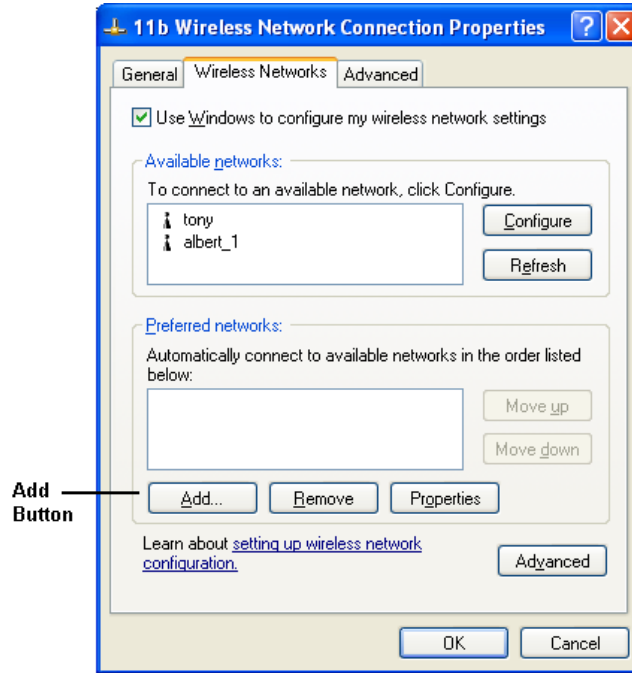 11b Wireless Network Connection Properties
General Wireless Networks Advanced
Use Windows to configure my wireless network settings
Available networks:
To connect to an available network, click Configure.
tony
albert_1
Configure
Refresh
Preferred networks:
Automatically connect to available networks in the order listed
below:
Move up
Move down
Add
Button
Add... Remove Properties
Learn about setting up wireless network
configuration.
Advanced
OK Cancel